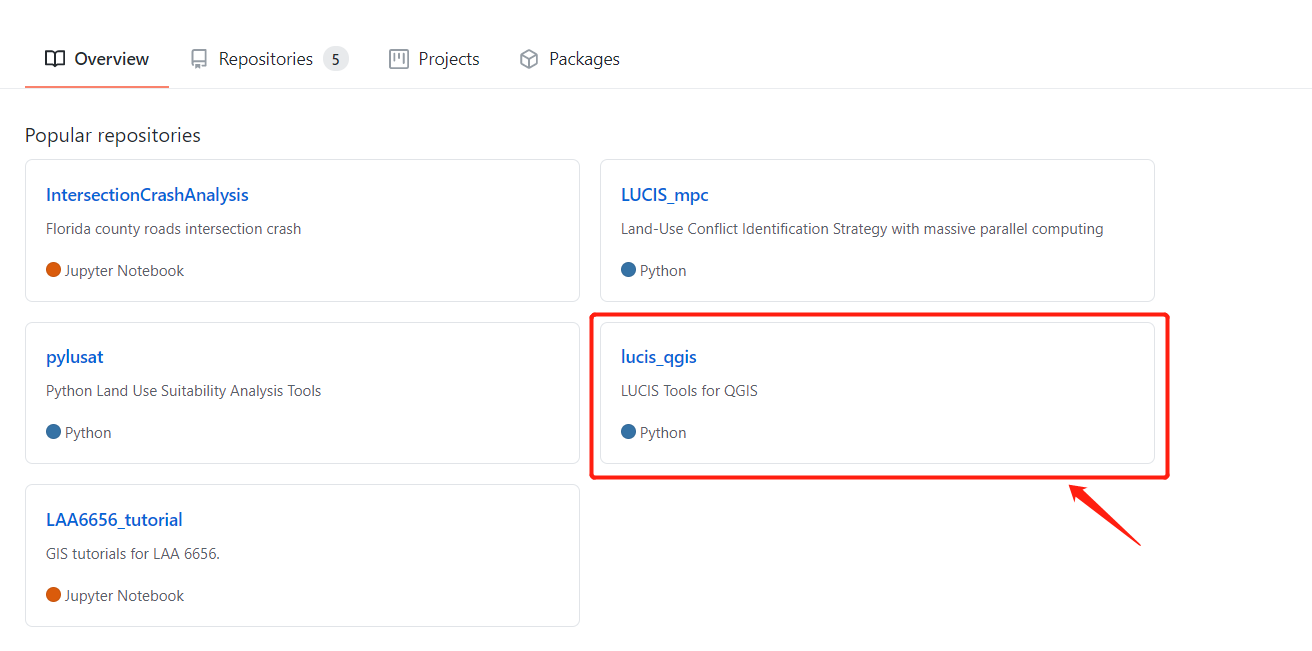 Overview Repositories 5 Projects Packages
Popular repositories
IntersectionCrashAnalysis
Florida county roads intersection crash
Jupyter Notebook
LUCIS_mpc
Land-Use Conflict Identification Strategy with massive parallel computing
Python
pylusat
Python Land Use Suitability Analysis Tools
Python
lucis_qgis
LUCIS Tools for QGIS
Python
LAA6656_tutorial
GIS tutorials for LAA 6656.
Jupyter Notebook